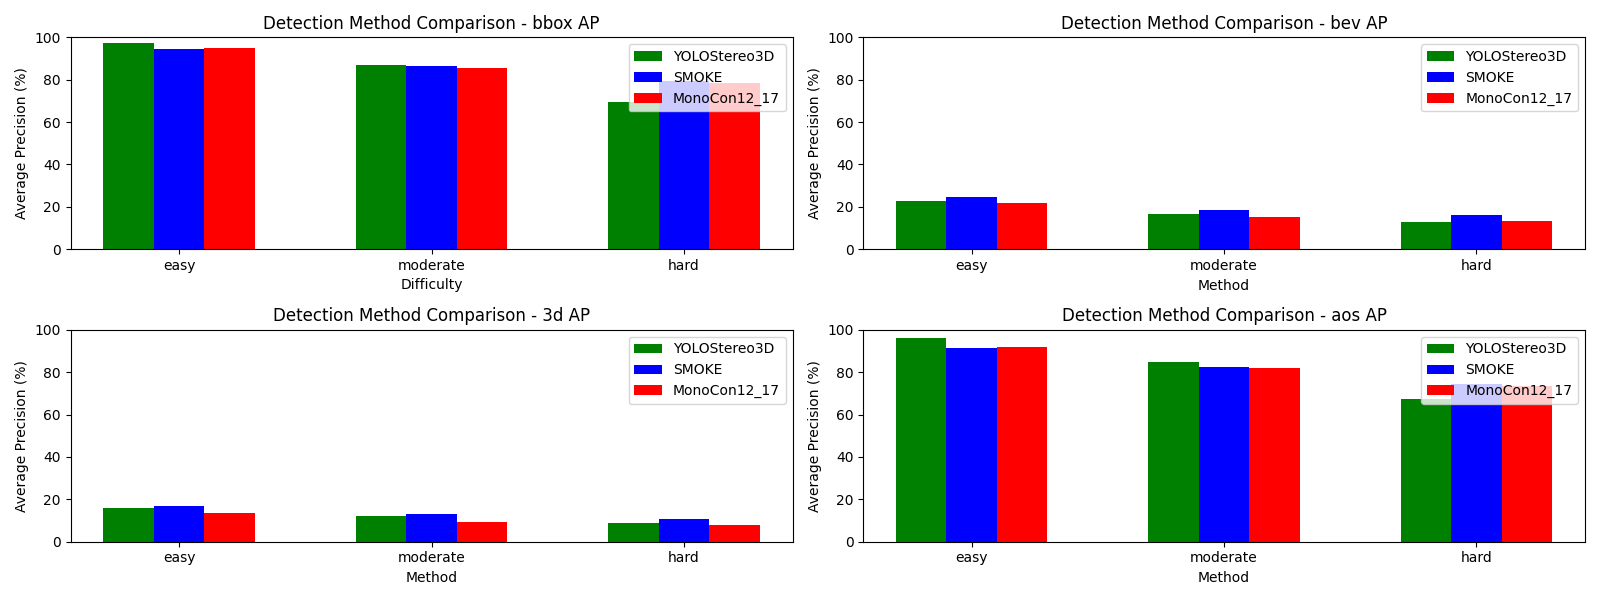 Detection Method Comparison - bbox AP
Average Precision (%)
100
80
60
40
20
0
YOLOStereo3D
SMOKE
MonoCon12_17
easy moderate hard
Difficulty
Detection Method Comparison - bev AP
Average Precision (%)
100
80
60
40
20
0
YOLOStereo3D
SMOKE
MonoCon12_17
easy moderate hard
Method
Detection Method Comparison - 3d AP
Average Precision (%)
100
80
60
40
20
0
YOLOStereo3D
SMOKE
MonoCon12_17
easy moderate hard
Method
Detection Method Comparison - aos AP
Average Precision (%)
100
80
60
40
20
0
YOLOStereo3D
SMOKE
MonoCon12_17
easy moderate hard
Method